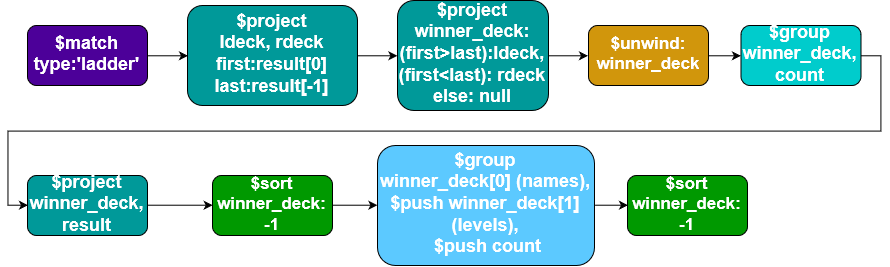 $match
type:'ladder'
$project
ldeck, rdeck
first:result[0]
last:result[-1]
$project
winner_deck:
(first>last):ldeck,
(first<last): rdeck
else: null
$unwind:
winner_deck
$group
winner_deck,
count
$project
winner_deck,
result
$sort
winner_deck:
-1
$group
winner_deck[0] (names),
$push winner_deck[1]
(levels),
$push count
$sort
winner_deck:
-1